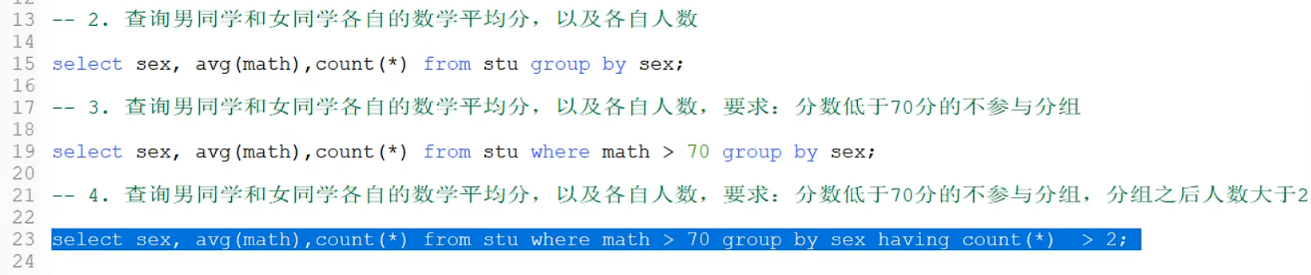 13 -- 2. 查询男同学和女同学各自的数学平均分，以及各自人数
14
15 select sex, avg(math),count(*) from stu group by sex;
16
17 -- 3. 查询男同学和女同学各自的数学平均分，以及各自人数，要求：分数低于70分的不参与分组
18
19 select sex, avg(math),count(*) from stu where math > 70 group by sex;
20
21 -- 4. 查询男同学和女同学各自的数学平均分，以及各自人数，要求：分数低于70分的不参与分组，分组之后人数大于2
22
23 select sex, avg(math),count(*) from stu where math > 70 group by sex having count(*)  > 2;
24